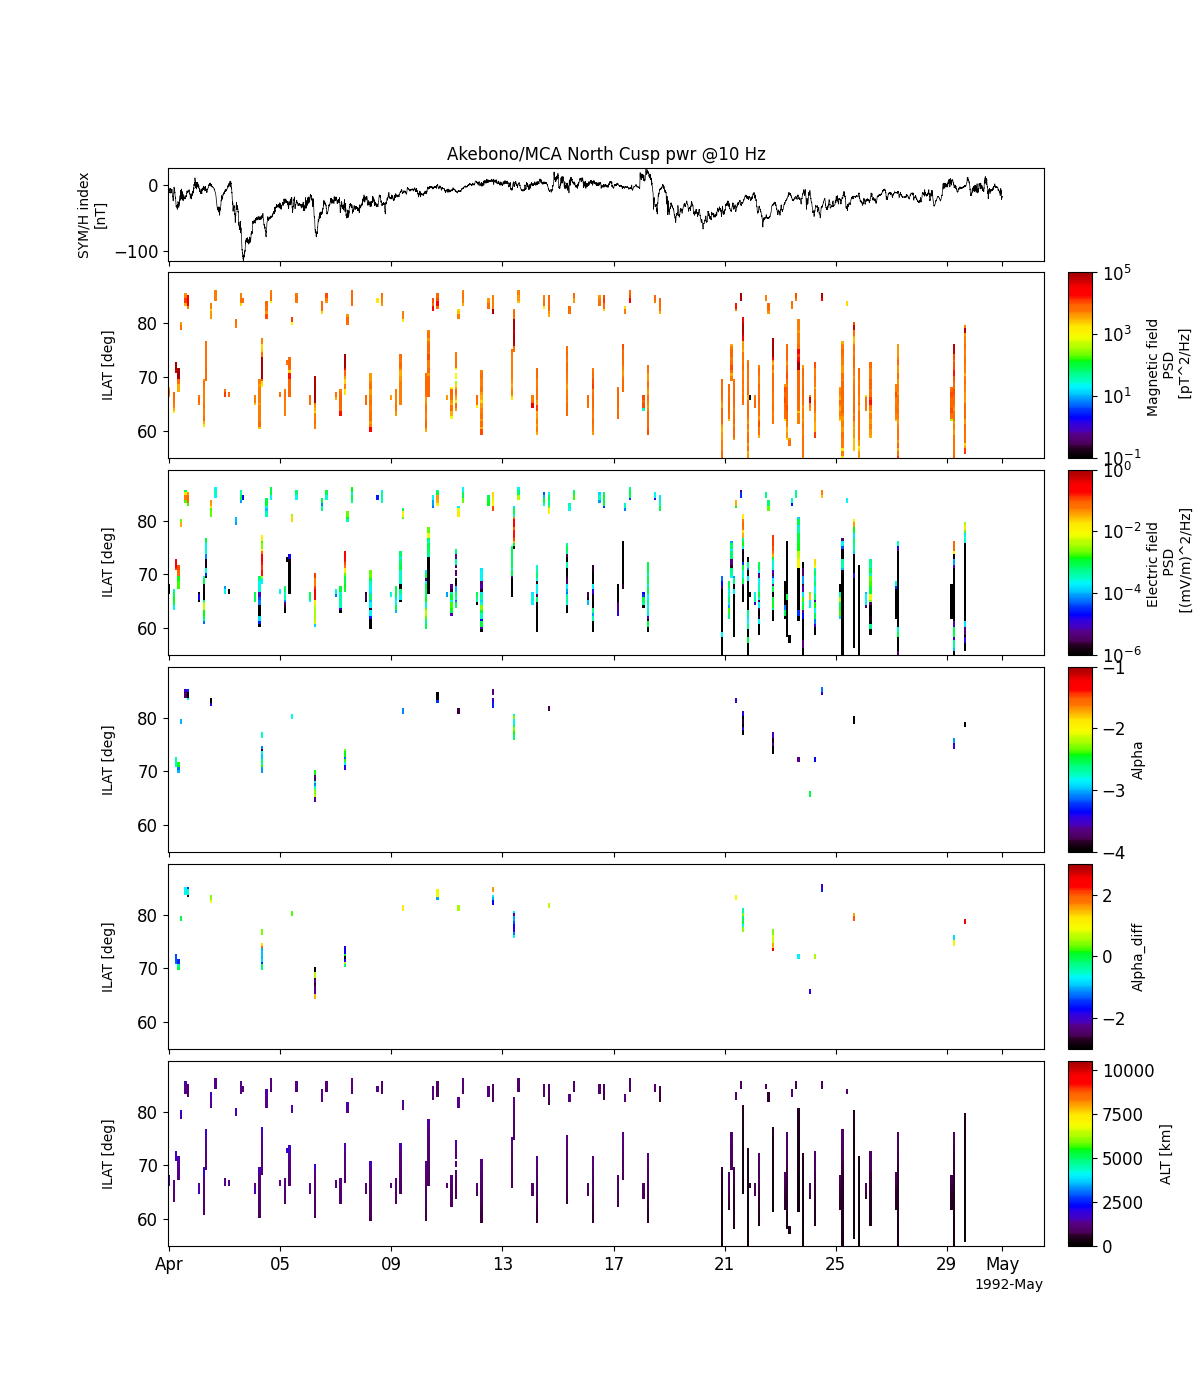 Akebono/MCA North Cusp pwr @10 Hz
SYM/H index
[nT]
0
−100
ILAT [deg]
80
70
60
10^5
10^3
10^1
10^−1
Magnetic field
PSD
[pT^2/Hz]
ILAT [deg]
80
70
60
10^0
10^−2
10^−4
10^−6
Electric field
PSD
[(mV/m)^2/Hz]
ILAT [deg]
80
70
60
−1
−2
−3
−4
Alpha
ILAT [deg]
80
70
60
2
0
−2
Alpha_diff
ILAT [deg]
80
70
60
10000
7500
5000
2500
0
ALT [km]
Apr 05 09 13 17 21 25 29 May
1992-May